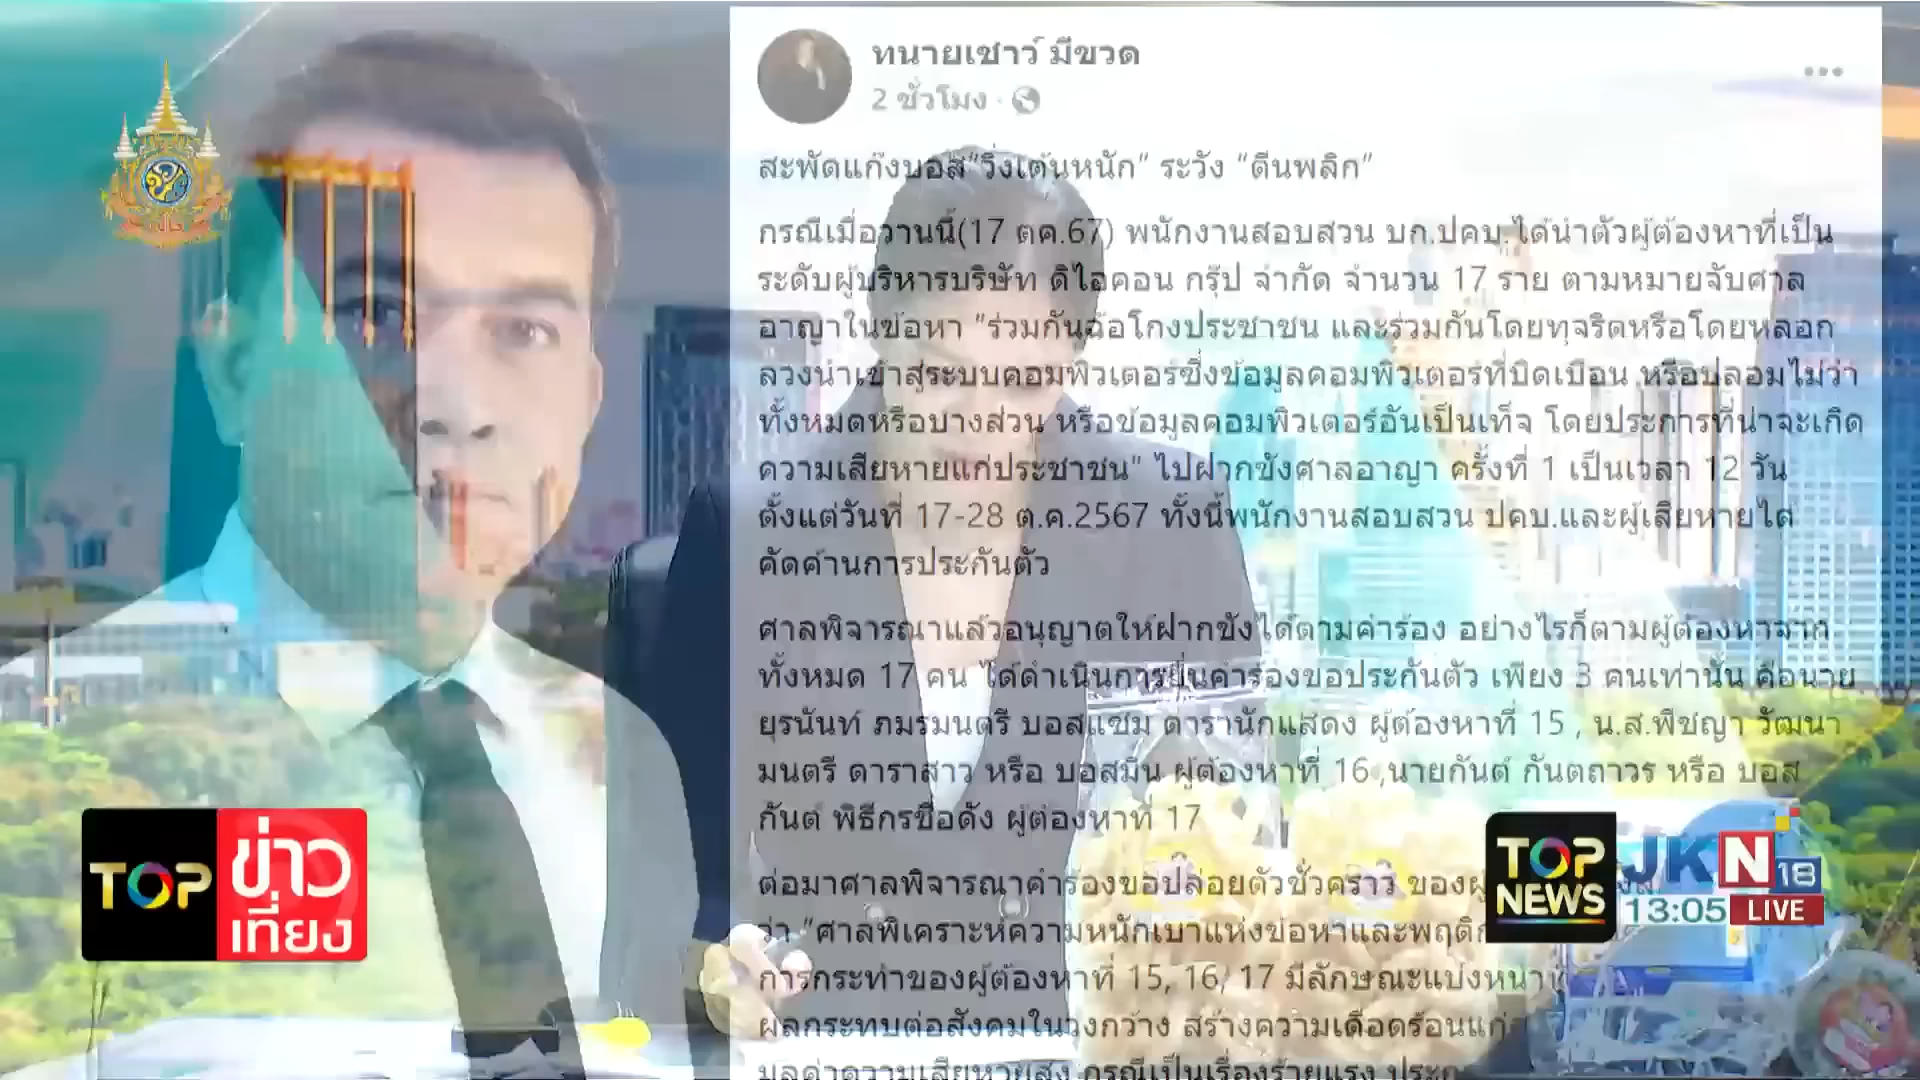 ทนายเชาว์ มีขวด
2 ชั่วโมง
สะพัดแก๊งบอส"วิ่งเต้นหนัก" ระวัง "ดีนพลิก"
กรณีเมื่อวานนี้(17 ตค.67) พนักงานสอบสวน บก.ปคบ.ได้นำตัวผู้ต้องหาที่เป็น
ระดับผู้บริหารบริษัท ดิไอคอน กรุ๊ป จำกัด จำนวน 17 ราย ตามหมายจับศาล
อาญาในข้อหา "ร่วมกันฉ้อโกงประชาชน และร่วมกันโดยทุจริตหรือโดยหลอก
ลวงนำเข้าสู่ระบบคอมพิวเตอร์ซึ่งข้อมูลคอมพิวเตอร์ที่บิดเบือน หรือปลอมไม่ว่า
ทั้งหมดหรือบางส่วน หรือข้อมูลคอมพิวเตอร์อันเป็นเท็จ โดยประการที่น่าจะเกิด
ความเสียหายแก่ประชาชน" ไปฝากขังศาลอาญา ครั้งที่ 1 เป็นเวลา 12 วัน
ตั้งแต่วันที่ 17-28 ต.ค.2567 ทั้งนี้พนักงานสอบสวน ปคบ.และผู้เสียหายได้
คัดค้านการประกันตัว
ศาลพิจารณาแล้วอนุญาตให้ฝากขังได้ตามคำร้อง อย่างไรก็ตามผู้ต้องหาจาก
ทั้งหมด 17 คน ได้ดำเนินการยื่นคำร้องขอประกันตัว เพียง 3 คนเท่านั้น คือนาย
ยุรนันท์ ภมรมนตรี บอสแซม ดารานักแสดง ผู้ต้องหาที่ 15 , น.ส.พีชญา วัฒนา
มนตรี ดาราสาว หรือ บอสมิน ผู้ต้องหาที่ 16 ,นายกันต์ กันตถาวร หรือ บอส
กันต์ พิธีกรชื่อดัง ผู้ต้องหาที่ 17
ต่อมาศาลพิจารณาคำร้องขอปล่อยตัวชั่วคราว ของ
ว่า "ศาลพิเคราะห์ความหนักเบาแห่งข้อหาและ
การกระทำของผู้ต้องหาที่ 15, 16, 17 มีลักษณะแบ่ง
ผลกระทบต่อสังคมในวงกว้าง สร้างความเดือดร้อนแก่
มูลค่าความเสียหายสูง กรณีเป็นเรื่องร้ายแรง
TOP ข่าว
เที่ยง
TOP
NEWS
JKN 18
13:05 LIVE